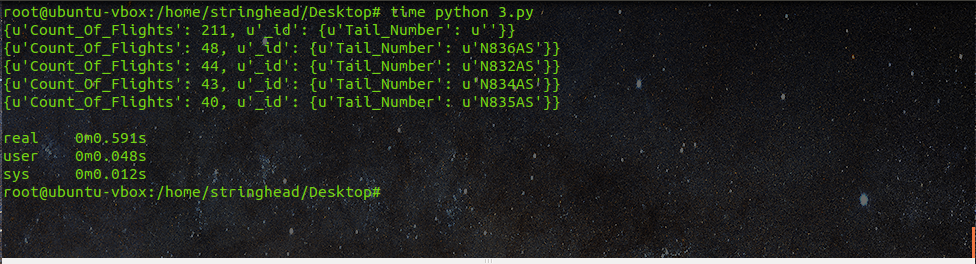 root@ubuntu-vbox:/home/stringhead/Desktop# time python 3.py
{u'Count_Of_Flights': 211, u'_id': {u'Tail_Number': u''}}
{u'Count_Of_Flights': 48, u'_id': {u'Tail_Number': u'N836AS'}}
{u'Count_Of_Flights': 44, u'_id': {u'Tail_Number': u'N832AS'}}
{u'Count_Of_Flights': 43, u'_id': {u'Tail_Number': u'N834AS'}}
{u'Count_Of_Flights': 40, u'_id': {u'Tail_Number': u'N835AS'}}
real 0m0.591s
user 0m0.048s
sys 0m0.012s
root@ubuntu-vbox:/home/stringhead/Desktop#